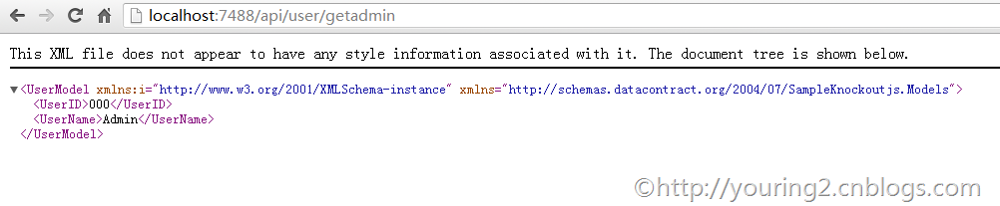 localhost:7488/api/user/getadmin
This XML file does not appear to have any style information associated with it. The document tree is shown below.
▼<UserModel xmlns:i="http://www.w3.org/2001/XMLSchema-instance" xmlns="http://schemas.datacontract.org/2004/07/SampleKnockoutjs.Models">
<UserID>000</UserID>
<UserName>Admin</UserName>
</UserModel>
©http://youring2.cnblogs.com